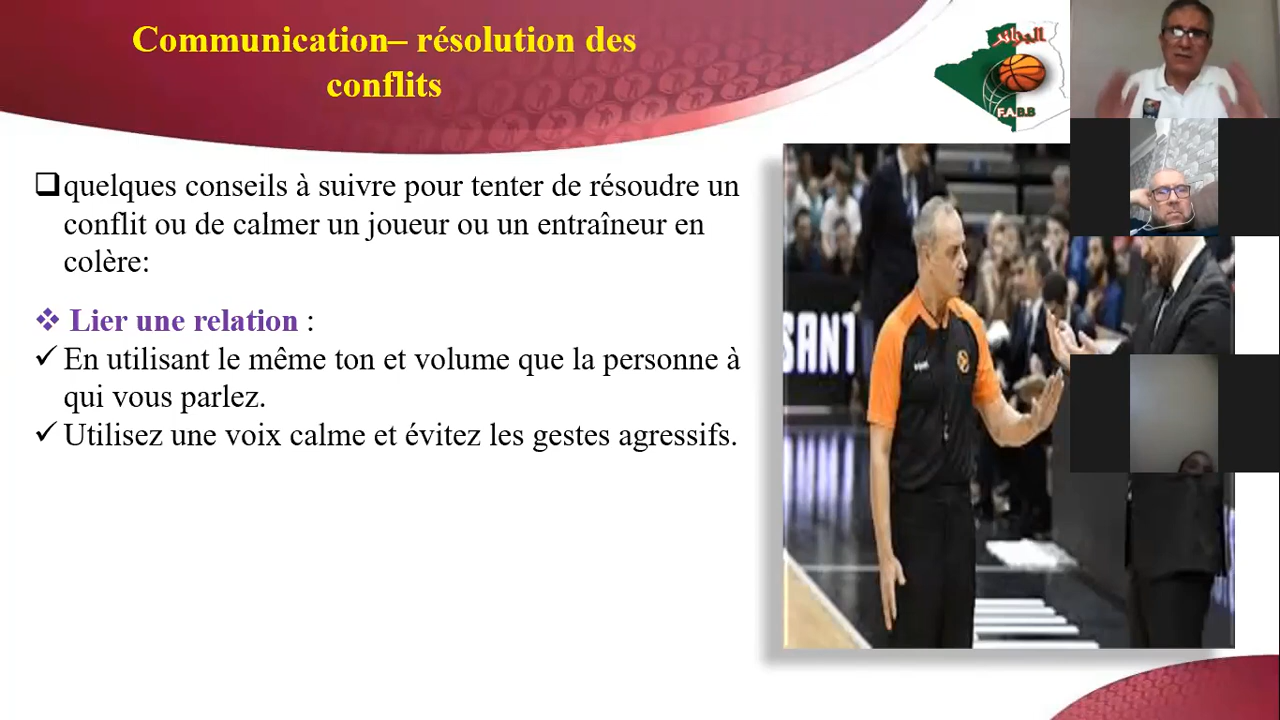 Communication– résolution des
conflits
الجزائر
F.A.B.B
❑quelques conseils à suivre pour tenter de résoudre un
conflit ou de calmer un joueur ou un entraîneur en
colère:
❖ Lier une relation :
✓ En utilisant le même ton et volume que la personne à
qui vous parlez.
✓ Utilisez une voix calme et évitez les gestes agressifs.
SANT